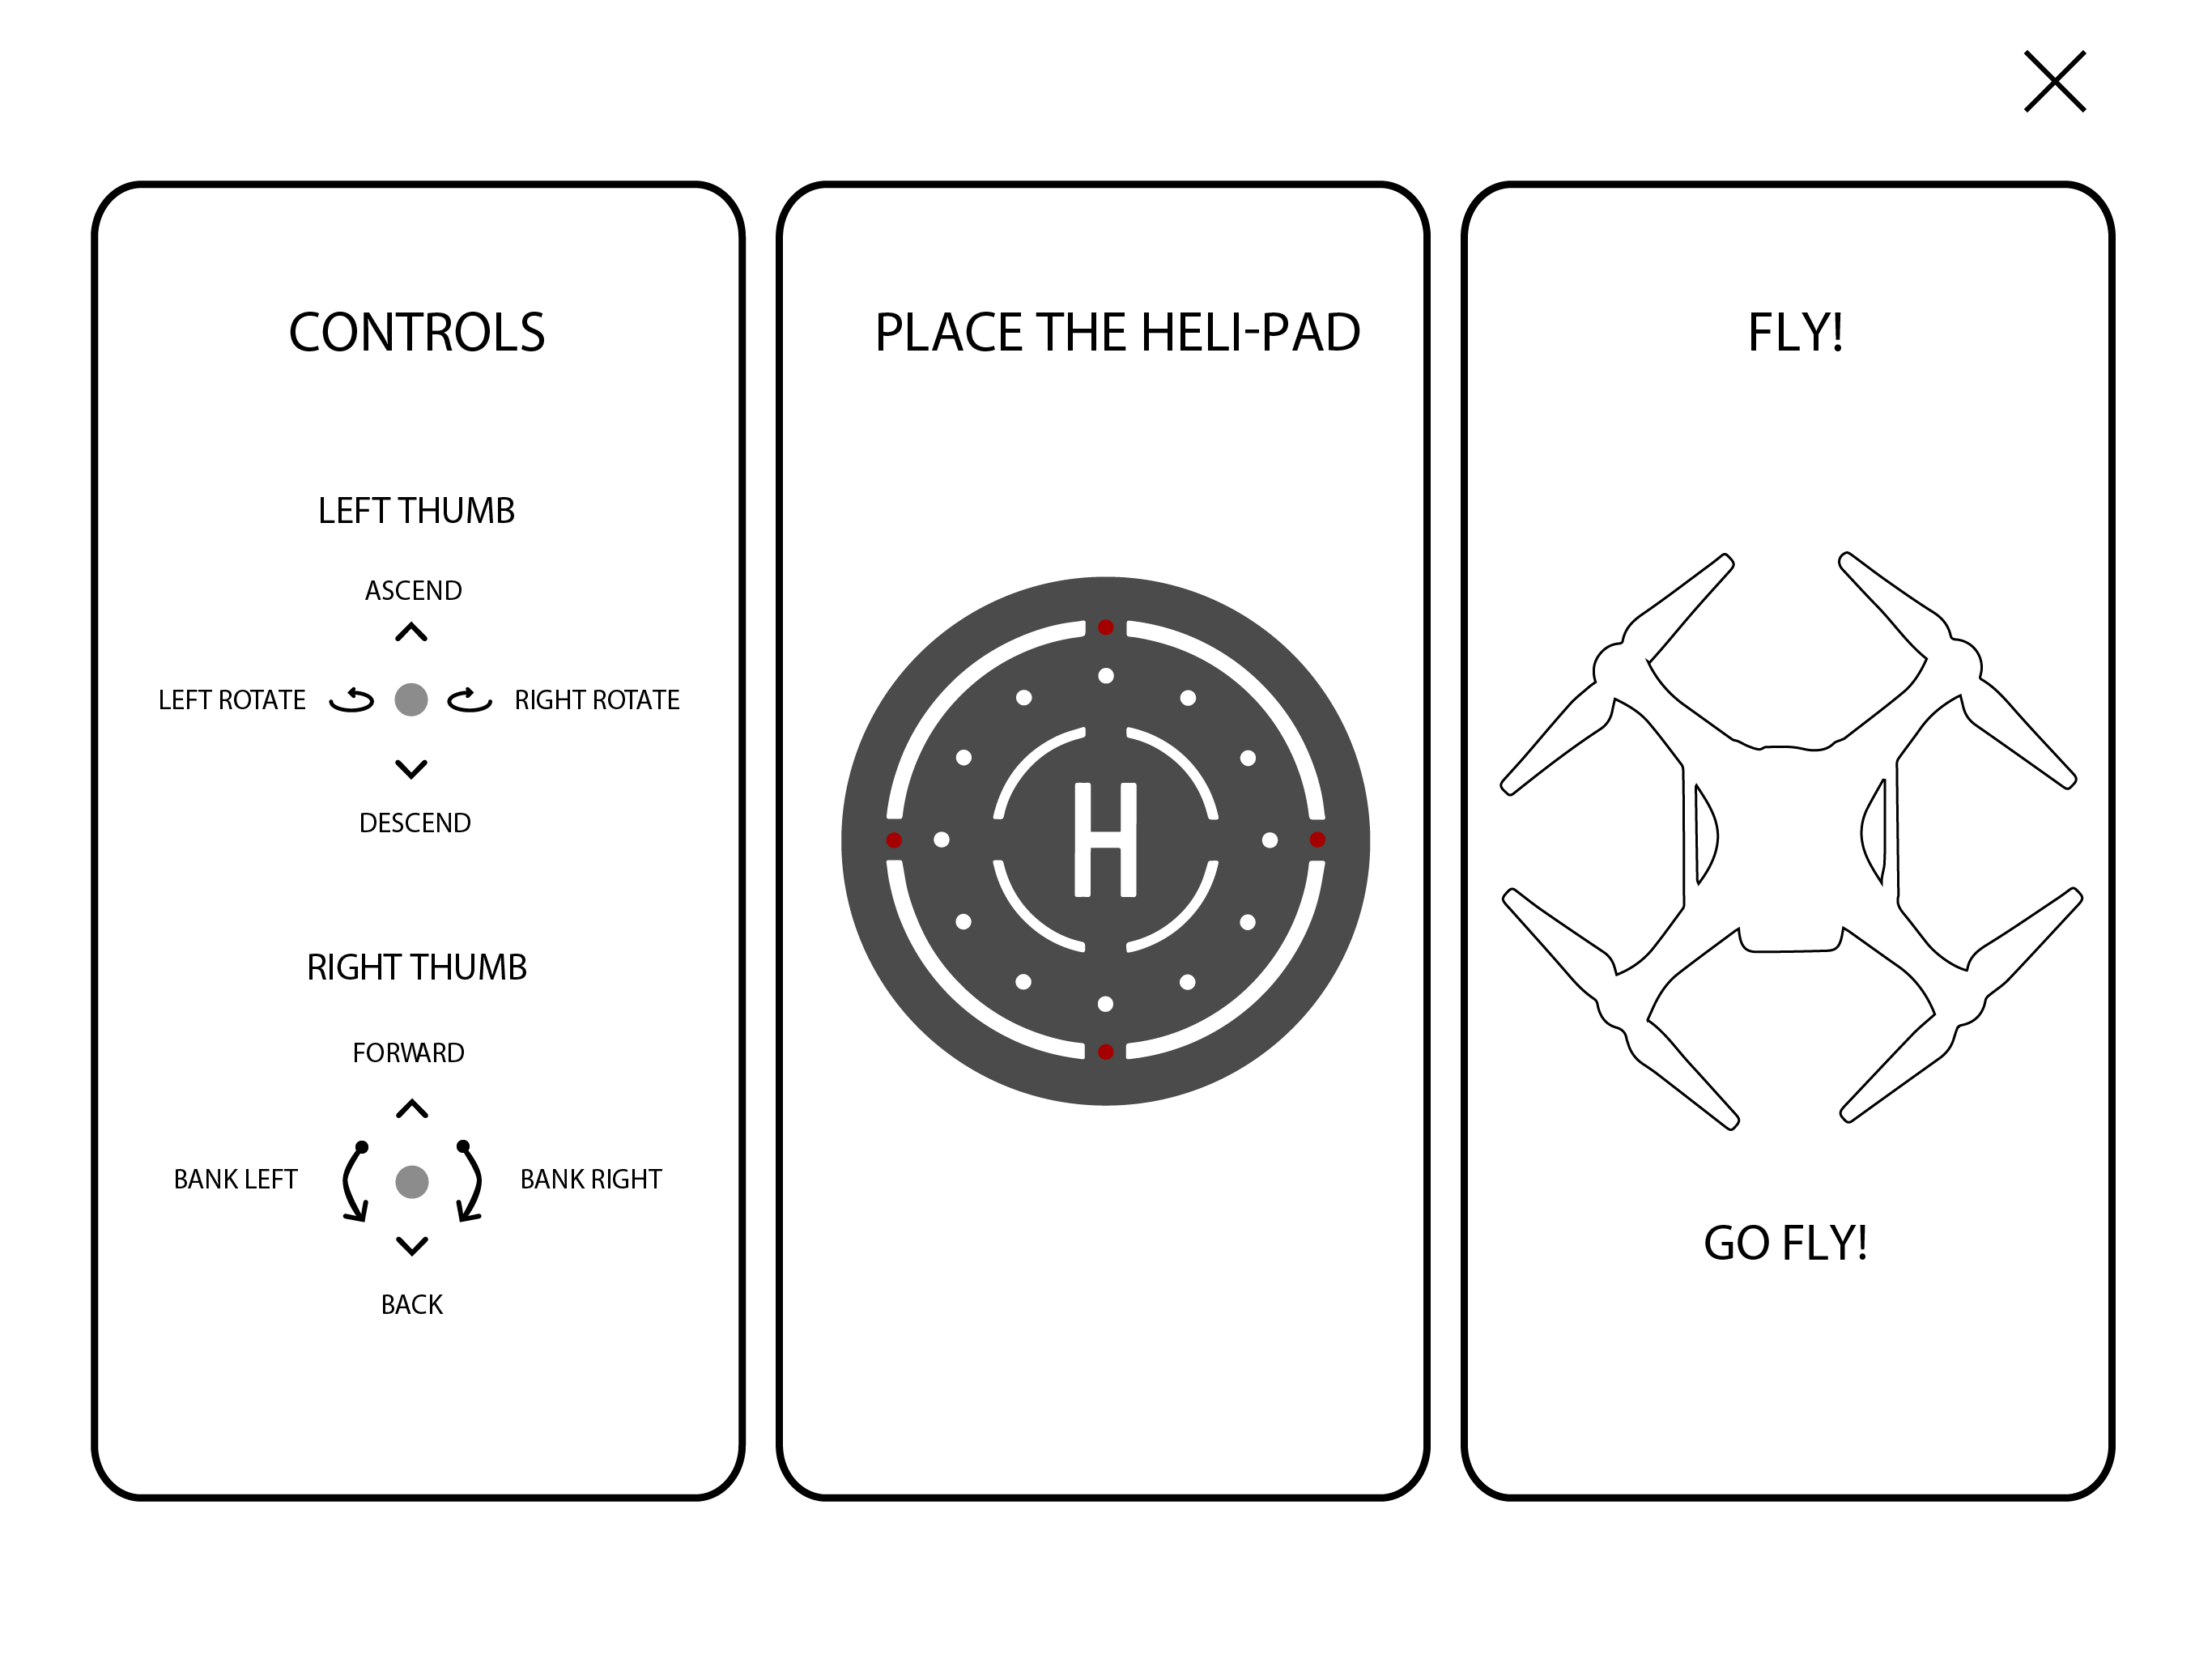 CONTROLS
LEFT THUMB
ASCEND
LEFT ROTATE
RIGHT ROTATE
DESCEND
RIGHT THUMB
FORWARD
BANK LEFT
BANK RIGHT
BACK
PLACE THE HELI-PAD
H
FLY!
GO FLY!